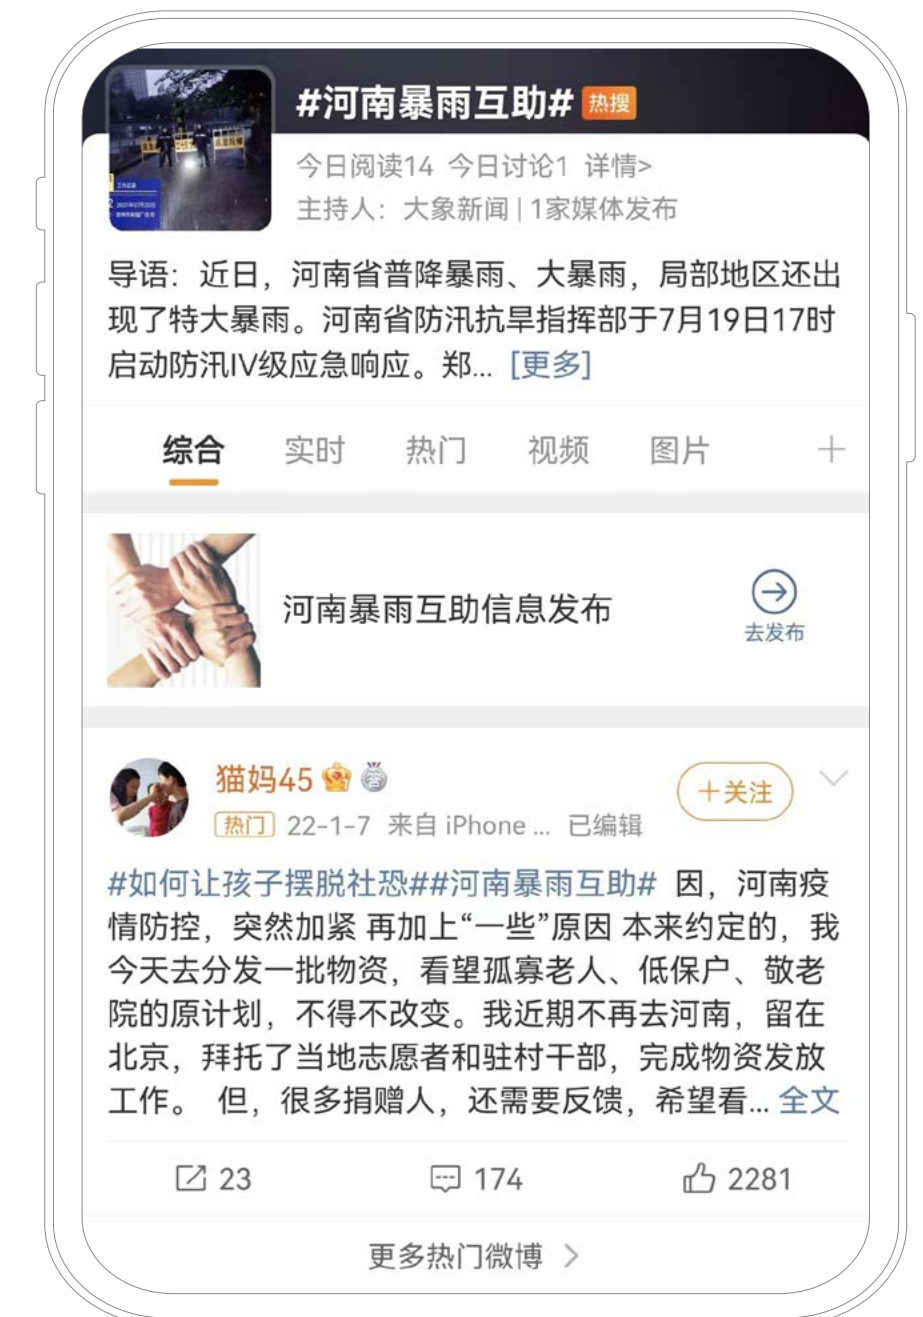 #河南暴雨互助# 热搜
今日阅读14 今日讨论1 详情>
主持人：大象新闻 | 1家媒体发布
导语：近日，河南省普降暴雨、大暴雨，局部地区还出
现了特大暴雨。河南省防汛抗旱指挥部于7月19日17时
启动防汛IV级应急响应。郑... [更多]
综合 实时 热门 视频 图片 +
河南暴雨互助信息发布
去发布
猫妈45
+关注
热门 22-1-7 来自 iPhone ... 已编辑
#如何让孩子摆脱社恐##河南暴雨互助# 因，河南疫
情防控，突然加紧 再加上“一些”原因 本来约定的，我
今天去分发一批物资，看望孤寡老人、低保户、敬老
院的原计划，不得不改变。我近期不再去河南，留在
北京，拜托了当地志愿者和驻村干部，完成物资发放
工作。 但，很多捐赠人，还需要反馈，希望看... 全文
23 174 2281
更多热门微博 >